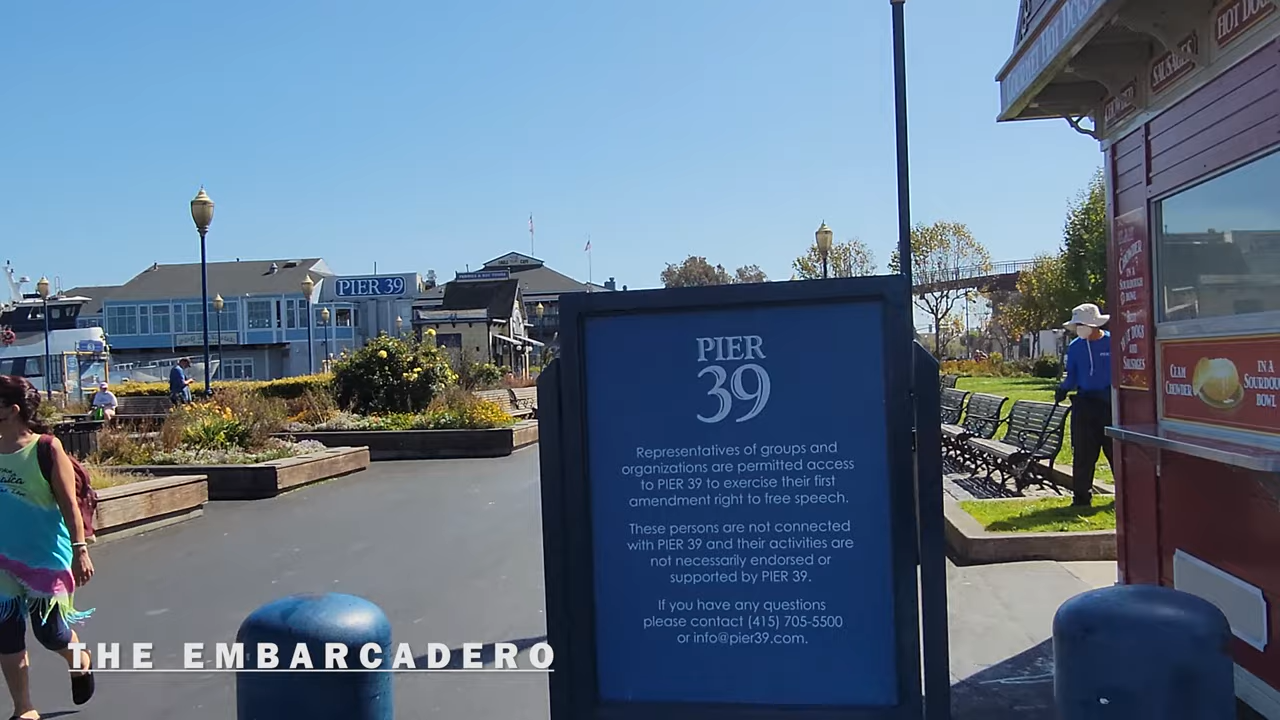 HOT DOGS
SAUSAGES
CHOWDER
PIER 39
PIER
39
Representatives of groups and
organizations are permitted access
to PIER 39 to exercise their first
amendment right to free speech.
These persons are not connected
with PIER 39 and their activities are
not necessarily endorsed or
supported by PIER 39.
If you have any questions
please contact (415) 705-5500
or info@pier39.com.
CLAM
CHOWDER
IN A
SOURDOUGH
BOWL
THE EMBARCADERO